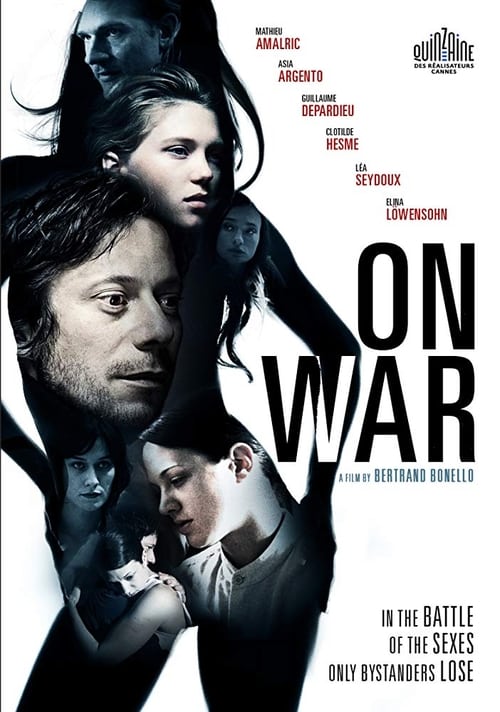 MATHIEU
AMALRIC
ASIA
ARGENTO
GUILLAUME
DEPARDIEU
CLOTILDE
HESME
LÉA
SEYDOUX
ELINA
LÖWENSOHN
QUINZAINE
DES RÉALISATEURS
CANNES
ON
WAR
A FILM BY BERTRAND BONELLO
IN THE BATTLE
OF THE SEXES
ONLY BYSTANDERS LOSE